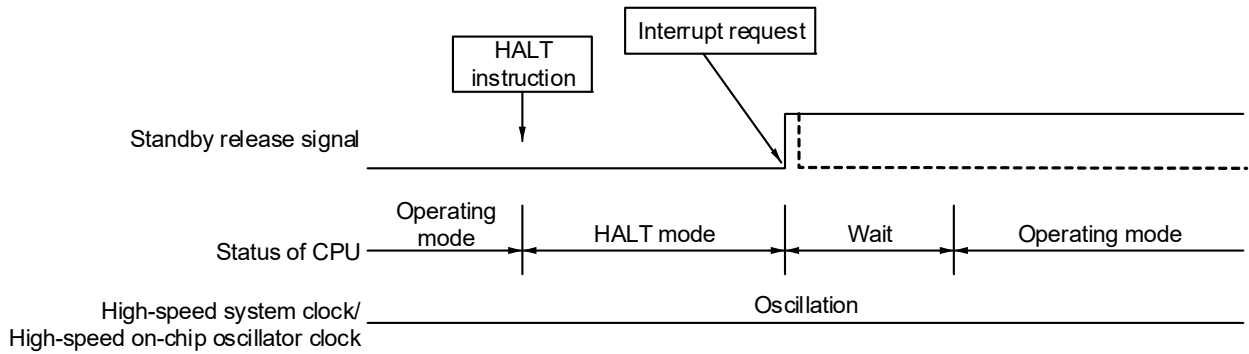 Interrupt request
HALT
instruction
Standby release signal
Operating
mode
HALT mode
Wait
Operating mode
Status of CPU
Oscillation
High-speed system clock/
High-speed on-chip oscillator clock